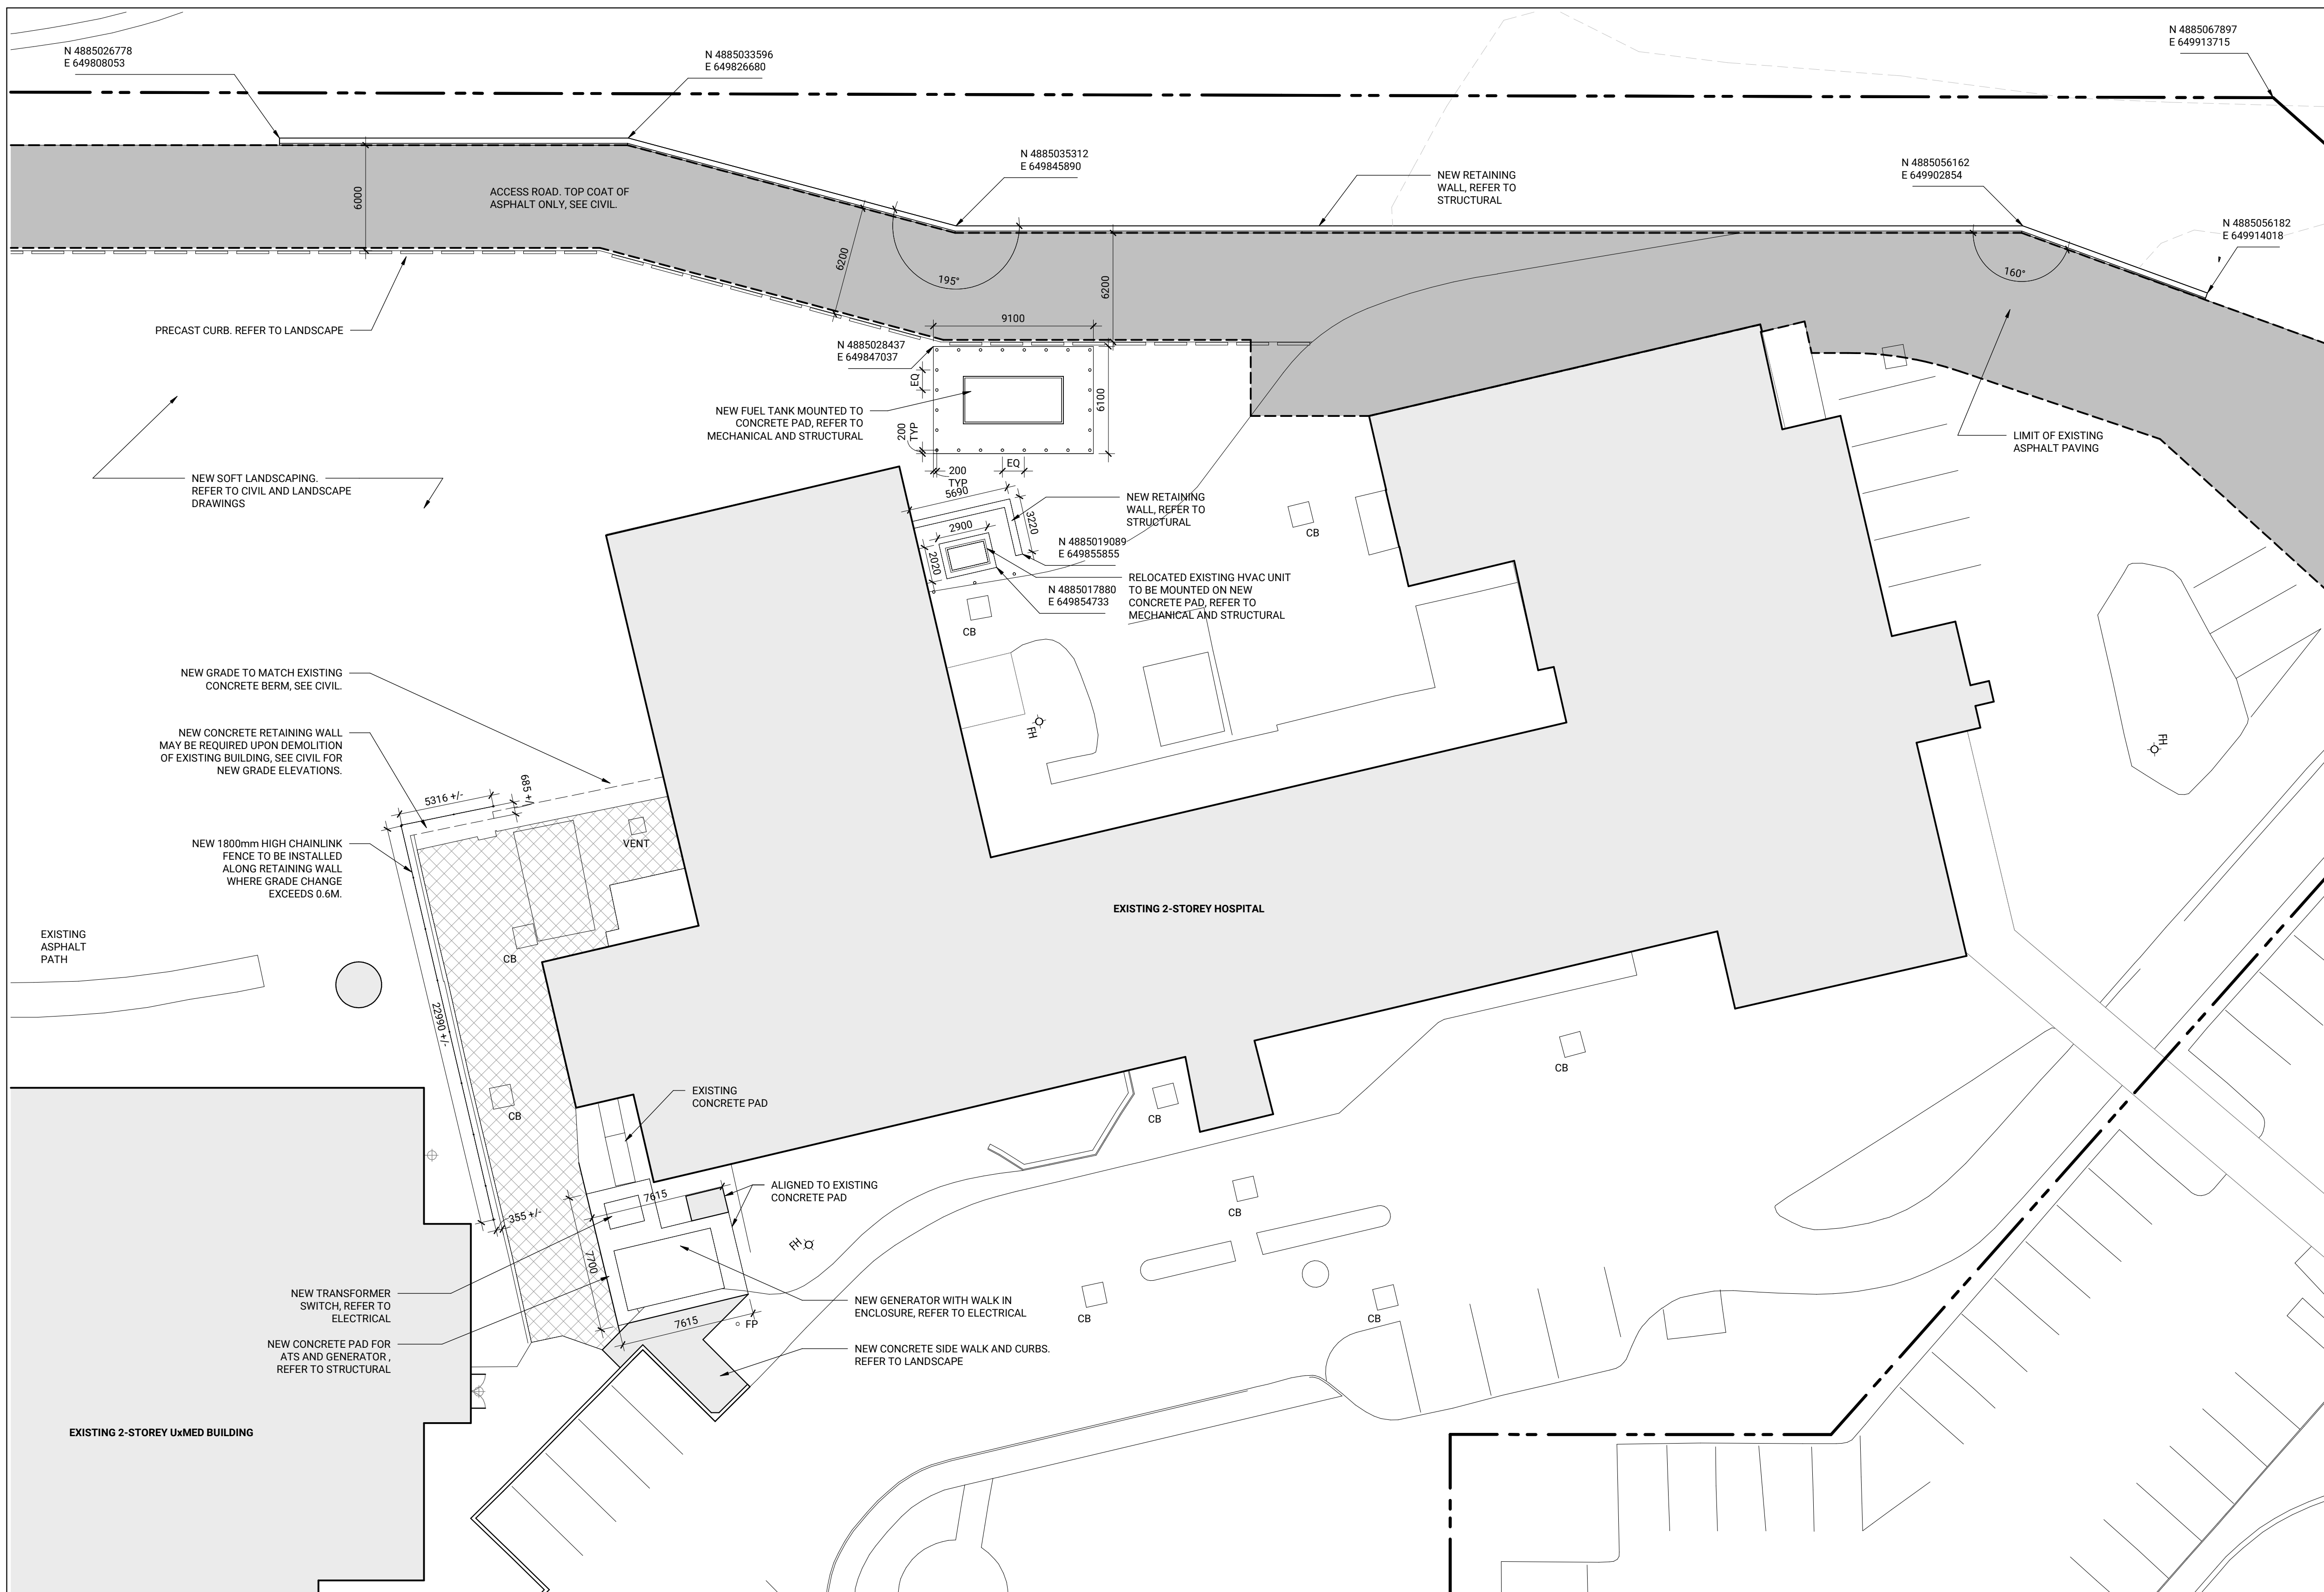 N 4885026778
E 649808053
N 4885033596
E 649826680
N 4885067897
E 649913715
N 4885035312
E 649845890
NEW RETAINING
WALL, REFER TO
STRUCTURAL
N 4885056162
E 649902854
N 4885056182
E 649914018
6000
ACCESS ROAD. TOP COAT OF
ASPHALT ONLY, SEE CIVIL.
6200
195°
6200
160°
PRECAST CURB. REFER TO LANDSCAPE
9100
N 4885028437
E 649847037
EQ
6100
NEW FUEL TANK MOUNTED TO
CONCRETE PAD, REFER TO
MECHANICAL AND STRUCTURAL
200
TYP
EQ
200
TYP
LIMIT OF EXISTING
ASPHALT PAVING
NEW SOFT LANDSCAPING.
REFER TO CIVIL AND LANDSCAPE
DRAWINGS
5690
3220
2900
2020
NEW RETAINING
WALL, REFER TO
STRUCTURAL
N 4885019089
E 649855855
CB
RELOCATED EXISTING HVAC UNIT
TO BE MOUNTED ON NEW
CONCRETE PAD, REFER TO
MECHANICAL AND STRUCTURAL
N 4885017880
E 649854733
CB
FH
FH
NEW GRADE TO MATCH EXISTING
CONCRETE BERM, SEE CIVIL.
NEW CONCRETE RETAINING WALL
MAY BE REQUIRED UPON DEMOLITION
OF EXISTING BUILDING, SEE CIVIL FOR
NEW GRADE ELEVATIONS.
5316 +/-
685 +/-
VENT
NEW 1800mm HIGH CHAINLINK
FENCE TO BE INSTALLED
ALONG RETAINING WALL
WHERE GRADE CHANGE
EXCEEDS 0.6M.
EXISTING 2-STOREY HOSPITAL
EXISTING
ASPHALT
PATH
CB
22990 +/-
CB
EXISTING
CONCRETE PAD
CB
CB
7615
ALIGNED TO EXISTING
CONCRETE PAD
355 +/-
7700
FH
CB
CB
CB
NEW TRANSFORMER
SWITCH, REFER TO
ELECTRICAL
NEW GENERATOR WITH WALK IN
ENCLOSURE, REFER TO ELECTRICAL
7615
FP
NEW CONCRETE PAD FOR
ATS AND GENERATOR ,
REFER TO STRUCTURAL
NEW CONCRETE SIDE WALK AND CURBS.
REFER TO LANDSCAPE
EXISTING 2-STOREY UxMED BUILDING